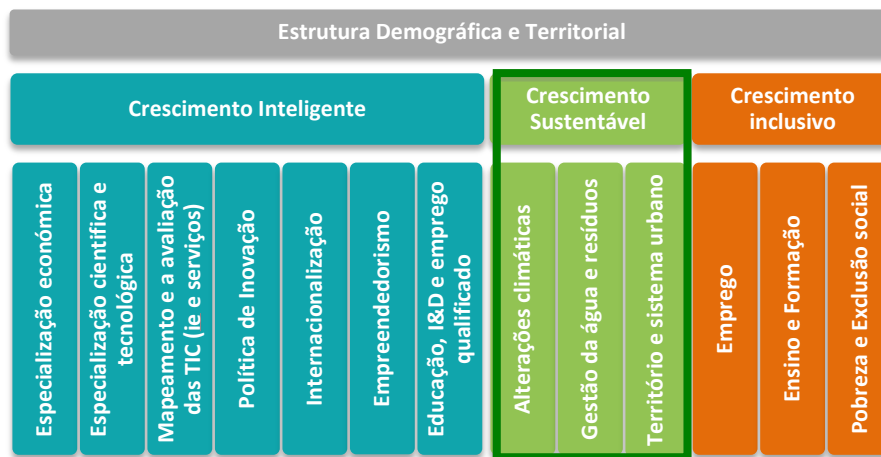 Estrutura Demográfica e Territorial
Crescimento Inteligente
Crescimento
Sustentável
Crescimento
inclusivo
Especialização económica
Especialização científica e
tecnológica
Mapeamento e a avaliação
das TIC (ie e serviços)
Política de Inovação
Internacionalização
Empreendedorismo
Educação, I&D e emprego
qualificado
Alterações climáticas
Gestão da água e resíduos
Território e sistema urbano
Emprego
Ensino e Formação
Pobreza e Exclusão social